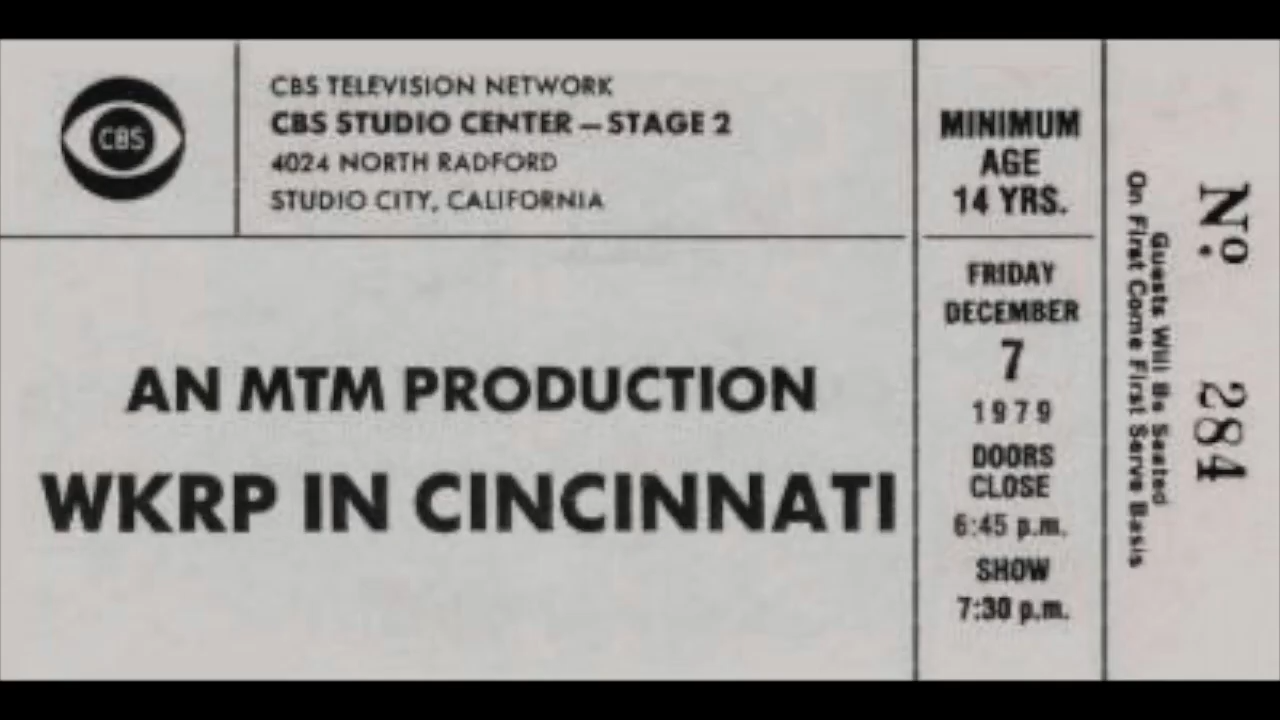 CBS
CBS TELEVISION NETWORK
CBS STUDIO CENTER – STAGE 2
4024 NORTH RADFORD
STUDIO CITY, CALIFORNIA
AN MTM PRODUCTION
WKRP IN CINCINNATI
MINIMUM
AGE
14 YRS.
FRIDAY
DECEMBER
7
1979
DOORS
CLOSE
6:45 p.m.
SHOW
7:30 p.m.
Guests Will Be Seated
On First Come First Serve Basis
Nº. 284